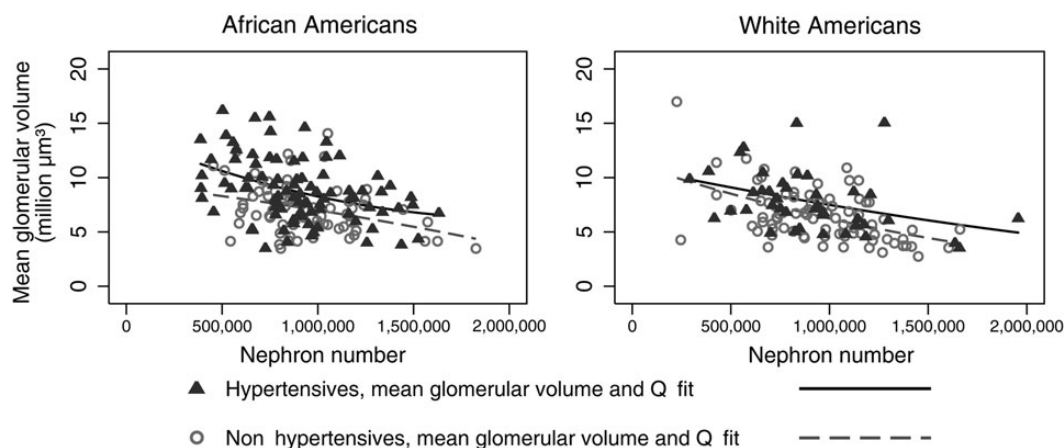 African Americans
White Americans
Mean glomerular volume
(million µm³)
20
15
10
5
0
0
500,000
1,000,000
1,500,000
2,000,000
Nephron number
20
15
10
5
0
0
500,000
1,000,000
1,500,000
2,000,000
Nephron number
Hypertensives, mean glomerular volume and Q fit
Non hypertensives, mean glomerular volume and Q fit